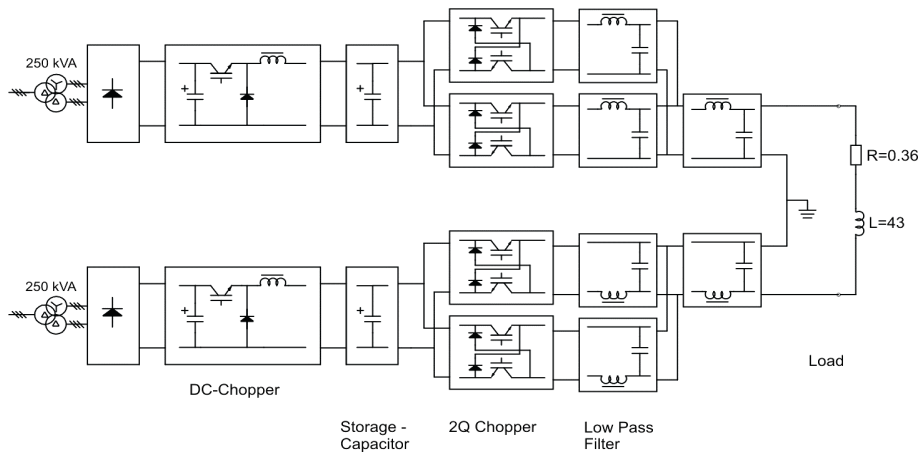 250 kVA
+
+
R=0.36
L=43
250 kVA
+
+
Load
DC-Chopper
Storage -
Capacitor
2Q Chopper
Low Pass
Filter